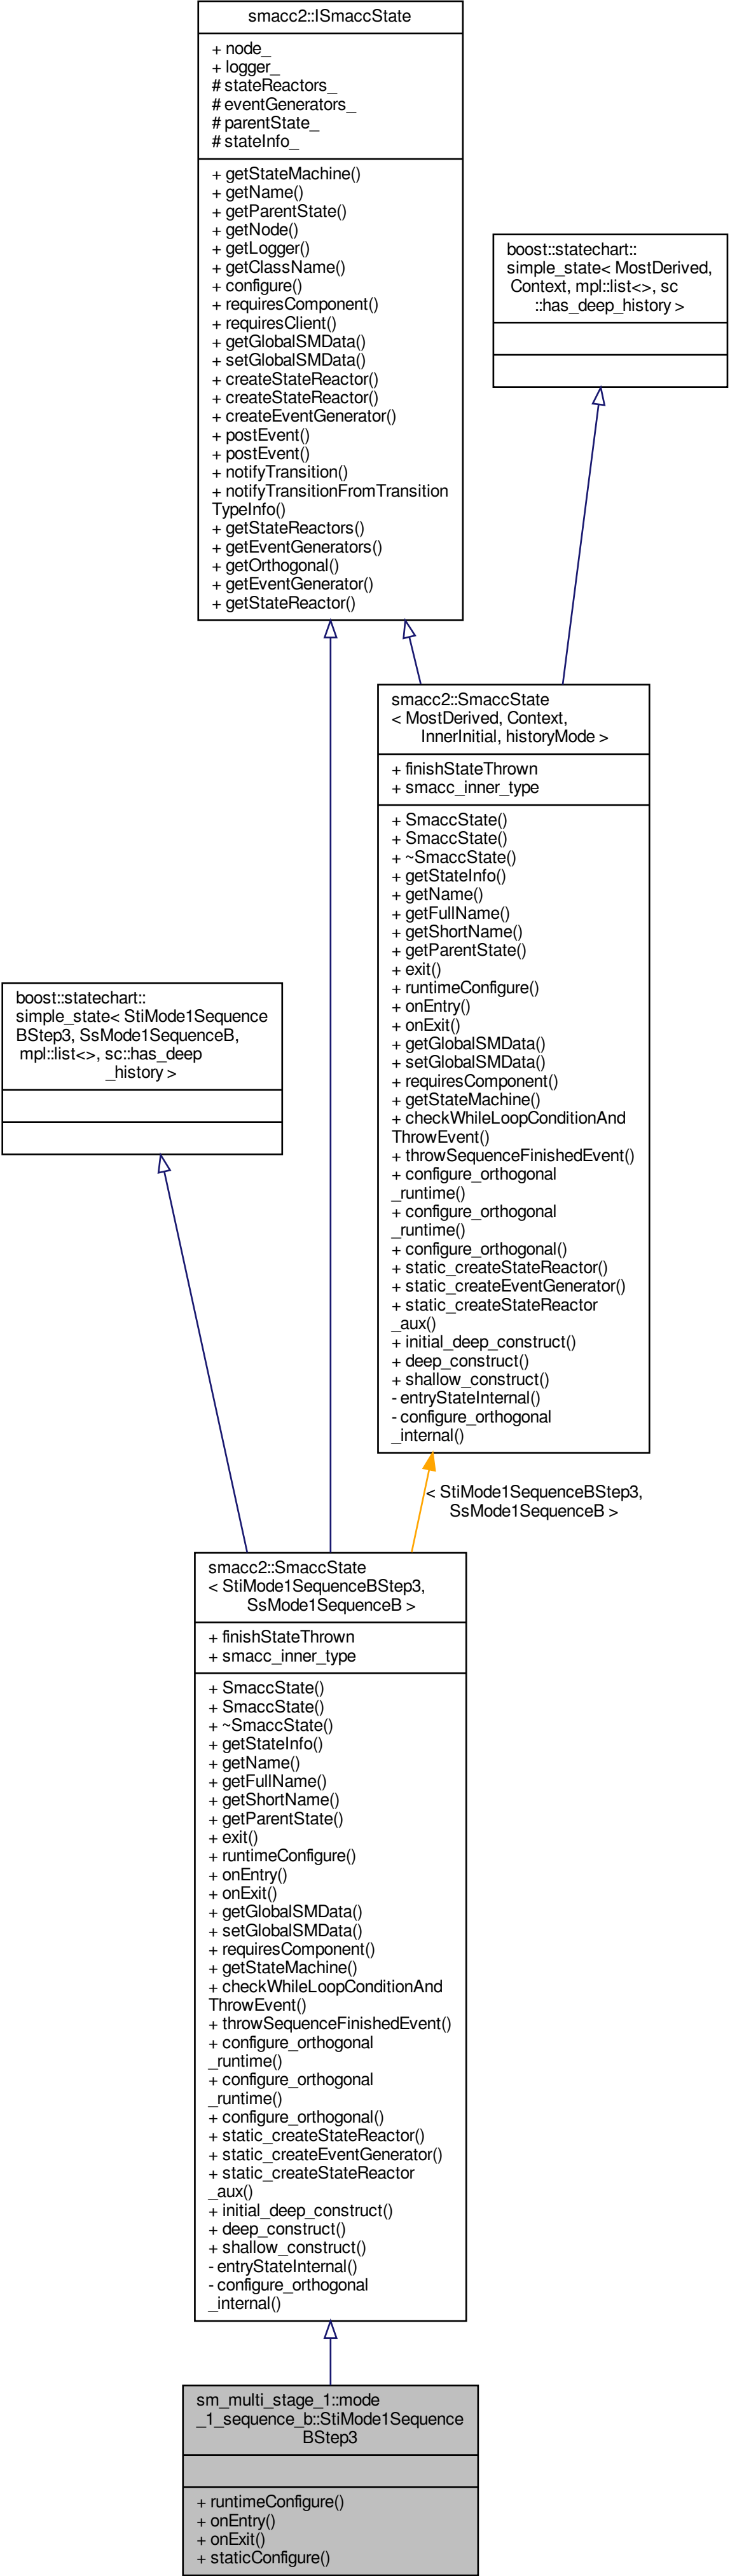 smacc2::ISmaccState
+ node_
+ logger_
# stateReactors_
# eventGenerators_
# parentState_
# stateInfo_
+ getStateMachine()
+ getName()
+ getParentState()
+ getNode()
+ getLogger()
+ getClassName()
+ configure()
+ requiresComponent()
+ requiresClient()
+ getGlobalSMData()
+ setGlobalSMData()
+ createStateReactor()
+ createStateReactor()
+ createEventGenerator()
+ postEvent()
+ postEvent()
+ notifyTransition()
+ notifyTransitionFromTransition
TypeInfo()
+ getStateReactors()
+ getEventGenerators()
+ getOrthogonal()
+ getEventGenerator()
+ getStateReactor()
boost::statechart::
simple_state< MostDerived,
Context, mpl::list<>, sc
::has_deep_history >
smacc2::SmaccState
< MostDerived, Context,
InnerInitial, historyMode >
+ finishStateThrown
+ smacc_inner_type
+ SmaccState()
+ SmaccState()
+ ~SmaccState()
+ getStateInfo()
+ getName()
+ getFullName()
+ getShortName()
+ getParentState()
+ exit()
+ runtimeConfigure()
+ onEntry()
+ onExit()
+ getGlobalSMData()
+ setGlobalSMData()
+ requiresComponent()
+ getStateMachine()
+ checkWhileLoopConditionAnd
ThrowEvent()
+ throwSequenceFinishedEvent()
+ configure_orthogonal
_runtime()
+ configure_orthogonal
_runtime()
+ configure_orthogonal()
+ static_createStateReactor()
+ static_createEventGenerator()
+ static_createStateReactor
_aux()
+ initial_deep_construct()
+ deep_construct()
+ shallow_construct()
- entryStateInternal()
- configure_orthogonal
_internal()
boost::statechart::
simple_state< StiMode1Sequence
BStep3, SsMode1SequenceB,
mpl::list<>, sc::has_deep
_history >
< StiMode1SequenceBStep3,
SsMode1SequenceB >
smacc2::SmaccState
< StiMode1SequenceBStep3,
SsMode1SequenceB >
+ finishStateThrown
+ smacc_inner_type
+ SmaccState()
+ SmaccState()
+ ~SmaccState()
+ getStateInfo()
+ getName()
+ getFullName()
+ getShortName()
+ getParentState()
+ exit()
+ runtimeConfigure()
+ onEntry()
+ onExit()
+ getGlobalSMData()
+ setGlobalSMData()
+ requiresComponent()
+ getStateMachine()
+ checkWhileLoopConditionAnd
ThrowEvent()
+ throwSequenceFinishedEvent()
+ configure_orthogonal
_runtime()
+ configure_orthogonal
_runtime()
+ configure_orthogonal()
+ static_createStateReactor()
+ static_createEventGenerator()
+ static_createStateReactor
_aux()
+ initial_deep_construct()
+ deep_construct()
+ shallow_construct()
- entryStateInternal()
- configure_orthogonal
_internal()
sm_multi_stage_1::mode
_1_sequence_b::StiMode1Sequence
BStep3
+ runtimeConfigure()
+ onEntry()
+ onExit()
+ staticConfigure()